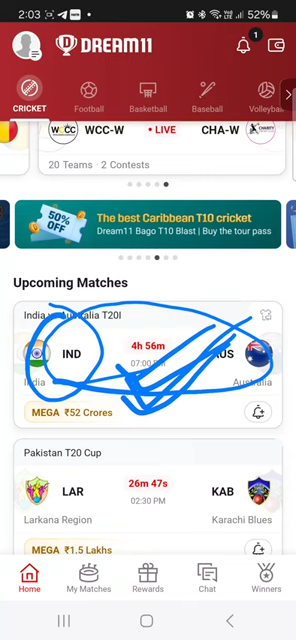 2:03
52%
DREAM11
1
CRICKET Football Basketball Baseball Volleyball
WCC-W • LIVE CHA-W
20 Teams · 2 Contests
50% OFF
The best Caribbean T10 cricket
Dream11 Bago T10 Blast | Buy the tour pass
Upcoming Matches
India Australia T20I
IND 4h 56m AUS
07:00 PM
India Australia
MEGA ₹52 Crores
Pakistan T20 Cup
LAR 26m 47s KAB
02:30 PM
Larkana Region Karachi Blues
MEGA ₹1.5 Lakhs
Home My Matches Rewards Chat Winners